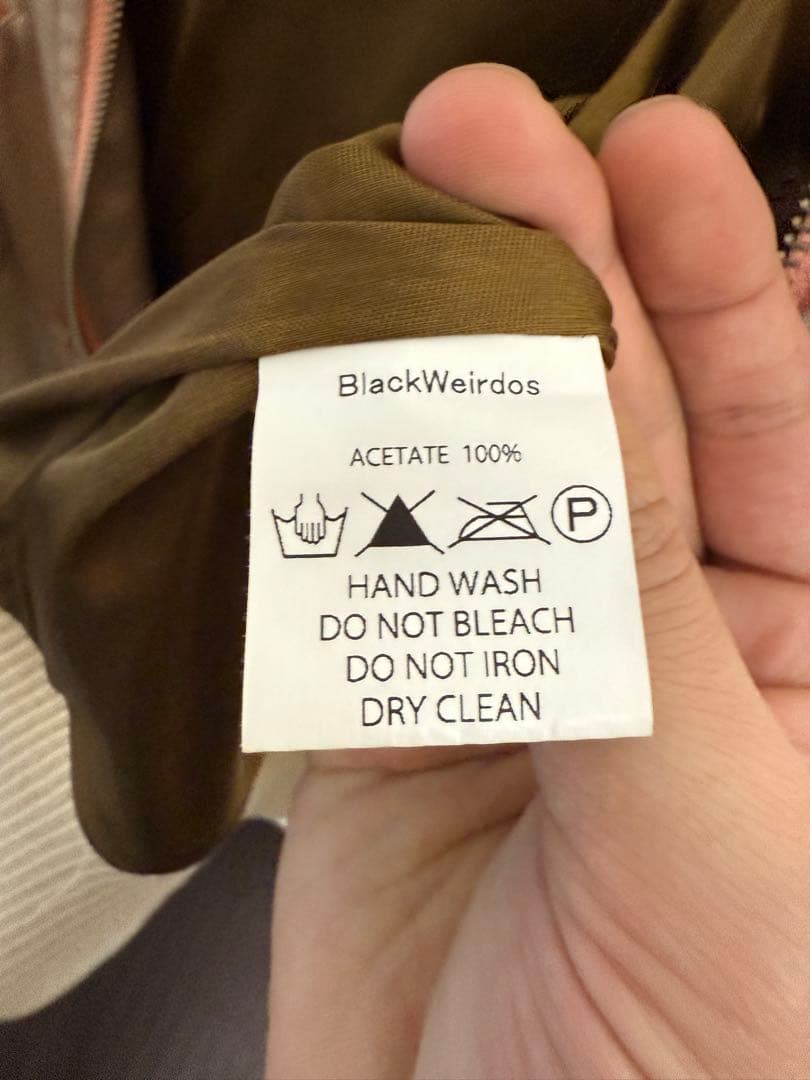 BlackWeirdos
ACETATE 100%
P
HAND WASH
DO NOT BLEACH
DO NOT IRON
DRY CLEAN